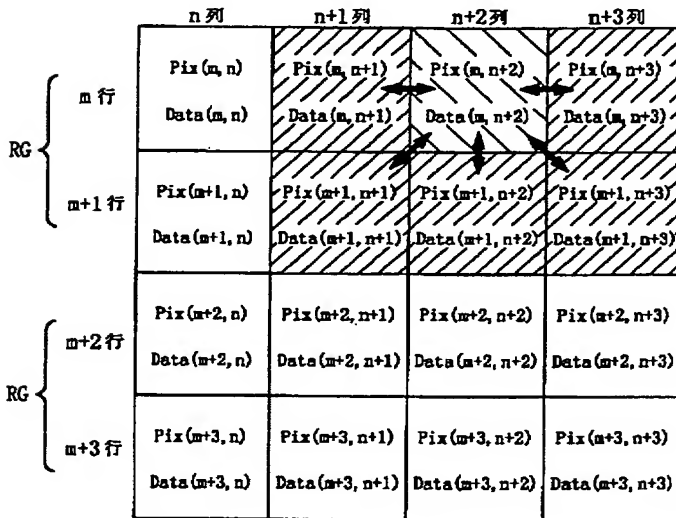 n列 n+1列 n+2列 n+3列
Pix(m, n) Pix(m, n+1) Pix(m, n+2) Pix(m, n+3)
m行
Data(m, n) Data(m, n+1) Data(m, n+2) Data(m, n+3)
RG
Pix(m+1, n) Pix(m+1, n+1) Pix(m+1, n+2) Pix(m+1, n+3)
m+1行
Data(m+1, n) Data(m+1, n+1) Data(m+1, n+2) Data(m+1, n+3)
Pix(m+2, n) Pix(m+2, n+1) Pix(m+2, n+2) Pix(m+2, n+3)
m+2行
Data(m+2, n) Data(m+2, n+1) Data(m+2, n+2) Data(m+2, n+3)
RG
Pix(m+3, n) Pix(m+3, n+1) Pix(m+3, n+2) Pix(m+3, n+3)
m+3行
Data(m+3, n) Data(m+3, n+1) Data(m+3, n+2) Data(m+3, n+3)